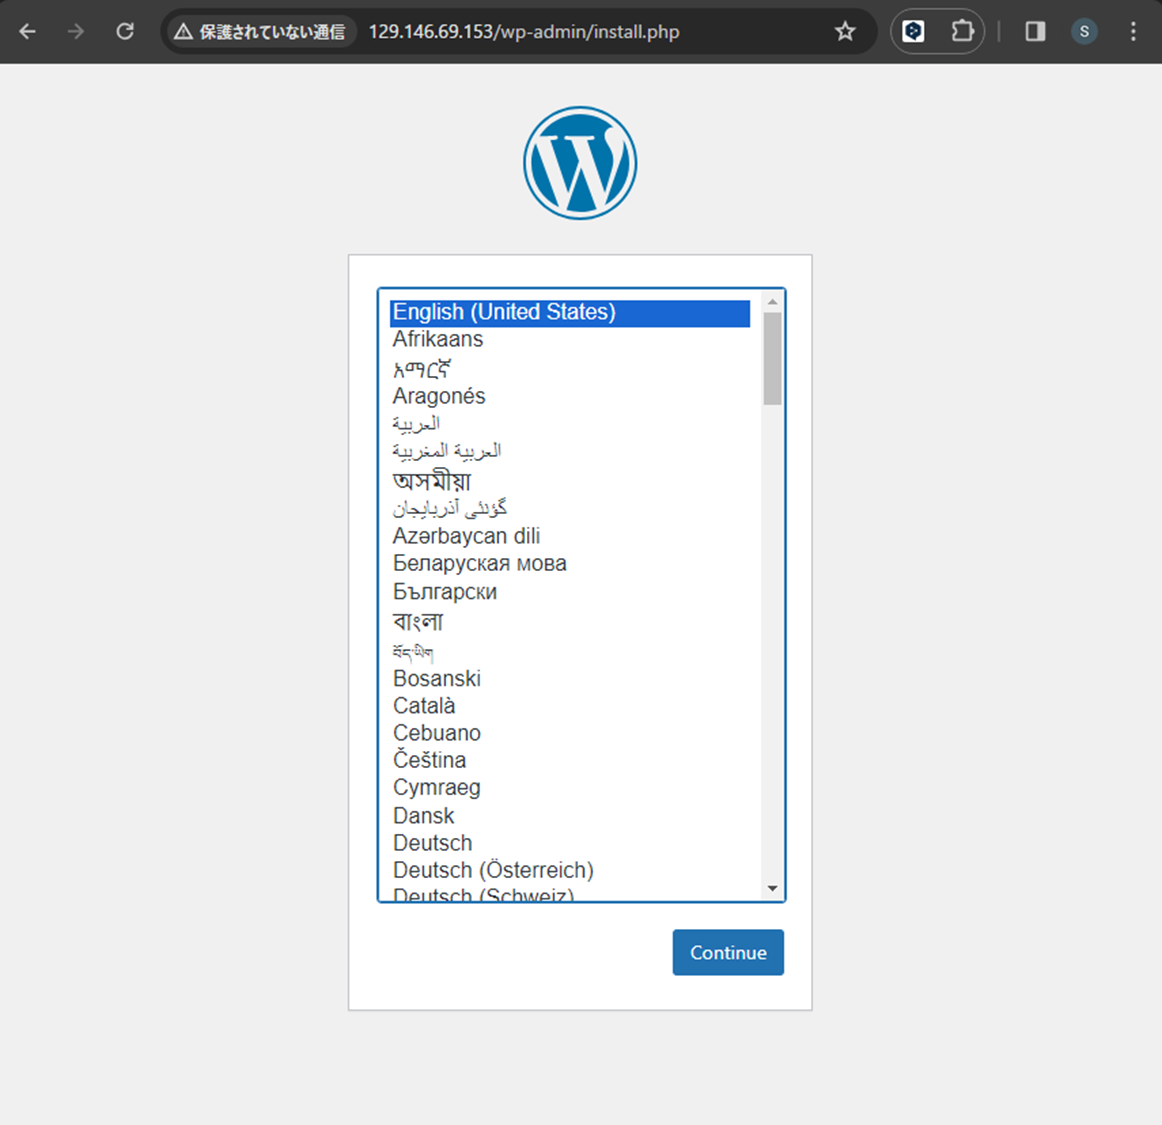 保護されていない通信 129.146.69.153/wp-admin/install.php S
W
English (United States)
Afrikaans
አማርኛ
Aragonés
العربية
العربية المغربية
অসমীয়া
گؤنئی آذربایجان
Azərbaycan dili
Беларуская мова
Български
বাংলা
བོད་ཡིག
Bosanski
Català
Cebuano
Čeština
Cymraeg
Dansk
Deutsch
Deutsch (Österreich)
Deutsch (Schweiz)
Continue